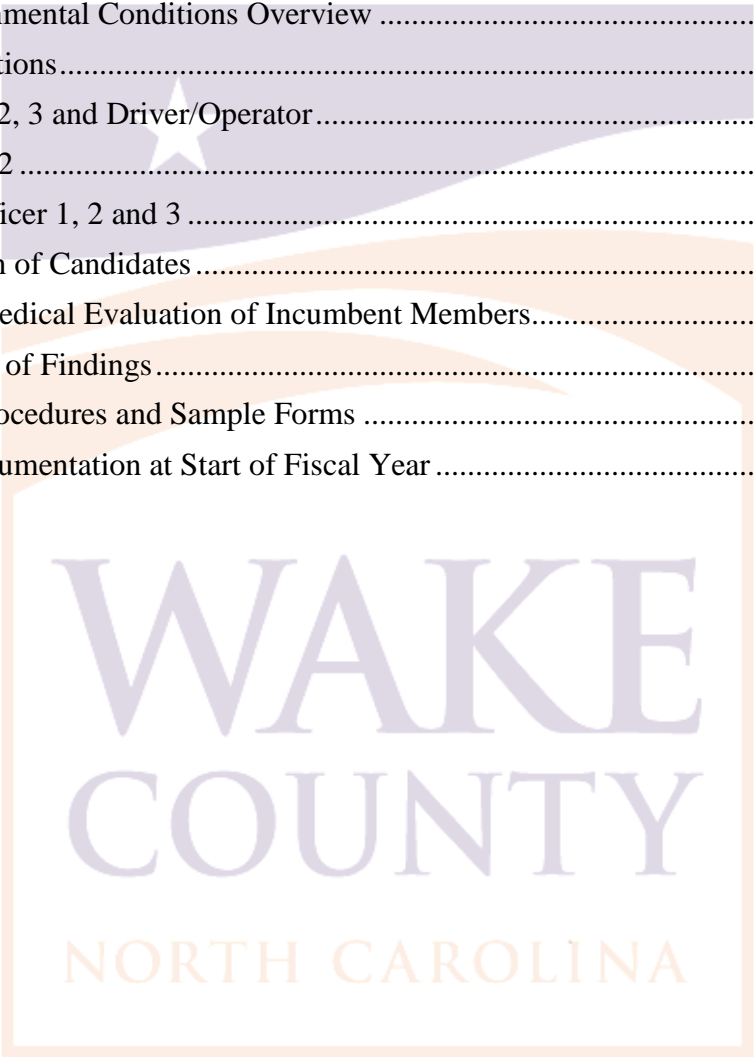 nmental Conditions Overview ....................................................
tions....................................................................................................
2, 3 and Driver/Operator.............................................................
2 ..........................................................................................................
icer 1, 2 and 3 ................................................................................
n of Candidates ...............................................................................
edical Evaluation of Incumbent Members................................
of Findings......................................................................................
ocedures and Sample Forms .......................................................
umentation at Start of Fiscal Year .............................................
WAKE
COUNTY
NORTH CAROLINA